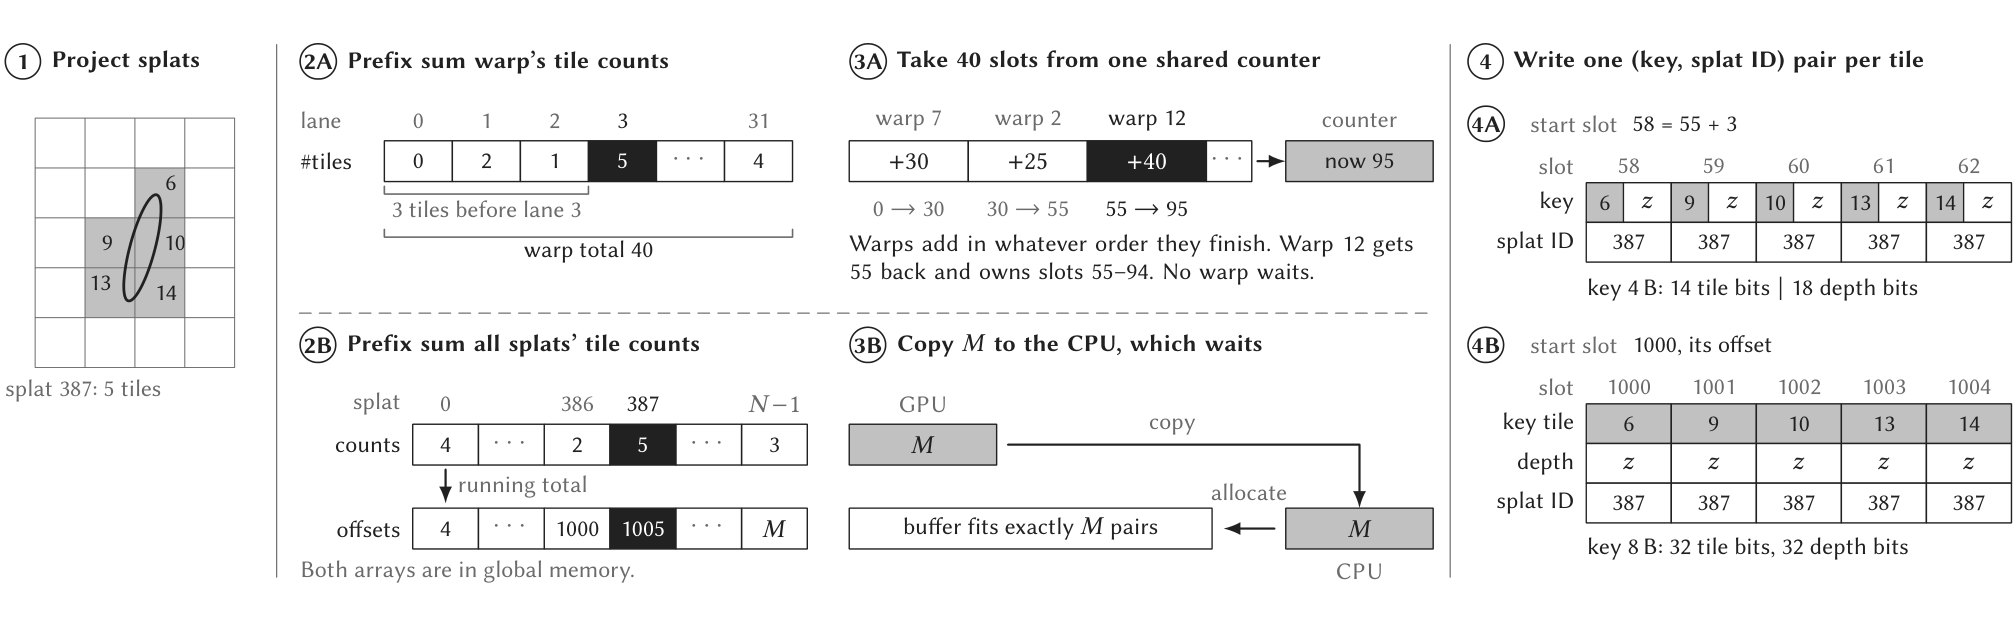 1 Project splats
6
9 10
13 14
splat 387: 5 tiles
2A Prefix sum warp's tile counts
lane 0 1 2 3 31
#tiles 0 2 1 5 · · · 4
3 tiles before lane 3
warp total 40
3A Take 40 slots from one shared counter
warp 7 warp 2 warp 12 counter
+30 +25 +40 · · · now 95
0 → 30 30 → 55 55 → 95
Warps add in whatever order they finish. Warp 12 gets
55 back and owns slots 55–94. No warp waits.
2B Prefix sum all splats' tile counts
splat 0 386 387 N−1
counts 4 · · · 2 5 · · · 3
running total
offsets 4 · · · 1000 1005 · · · M
Both arrays are in global memory.
3B Copy M to the CPU, which waits
GPU
M
copy
allocate
buffer fits exactly M pairs M
CPU
4 Write one (key, splat ID) pair per tile
4A start slot 58 = 55 + 3
slot 58 59 60 61 62
key 6 z 9 z 10 z 13 z 14 z
splat ID 387 387 387 387 387
key 4 B: 14 tile bits | 18 depth bits
4B start slot 1000, its offset
slot 1000 1001 1002 1003 1004
key tile 6 9 10 13 14
depth z z z z z
splat ID 387 387 387 387 387
key 8 B: 32 tile bits, 32 depth bits